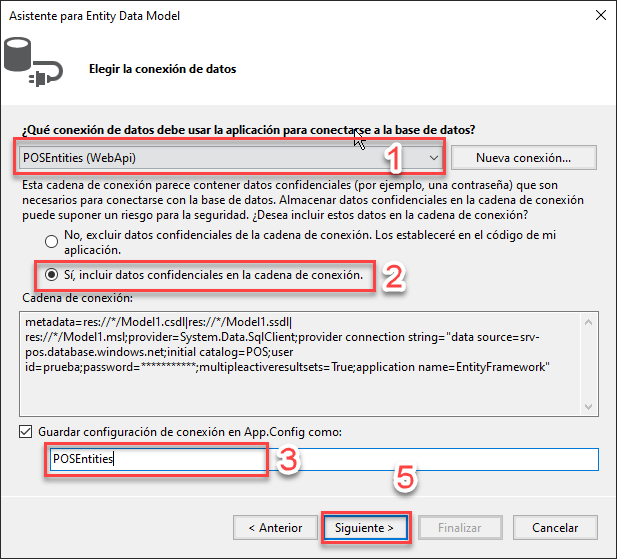 Asistente para Entity Data Model
Elegir la conexión de datos
¿Qué conexión de datos debe usar la aplicación para conectarse a la base de datos?
POSEntities (WebApi)
1
Nueva conexión...
Esta cadena de conexión parece contener datos confidenciales (por ejemplo, una contraseña) que son
necesarios para conectarse con la base de datos. Almacenar datos confidenciales en la cadena de conexión
puede suponer un riesgo para la seguridad. ¿Desea incluir estos datos en la cadena de conexión?
No, excluir datos confidenciales de la cadena de conexión. Los estableceré en el código de mi
aplicación.
Sí, incluir datos confidenciales en la cadena de conexión.
2
Cadena de conexión:
metadata=res://*/Model1.csdl|res://*/Model1.ssdl|
res://*/Model1.msl;provider=System.Data.SqlClient;provider connection string="data source=srv-
pos.database.windows.net;initial catalog=POS;user
id=prueba;password=***********;multipleactiveresultsets=True;application name=EntityFramework"
Guardar configuración de conexión en App.Config como:
POSEntities
3
5
< Anterior
Siguiente >
Finalizar
Cancelar